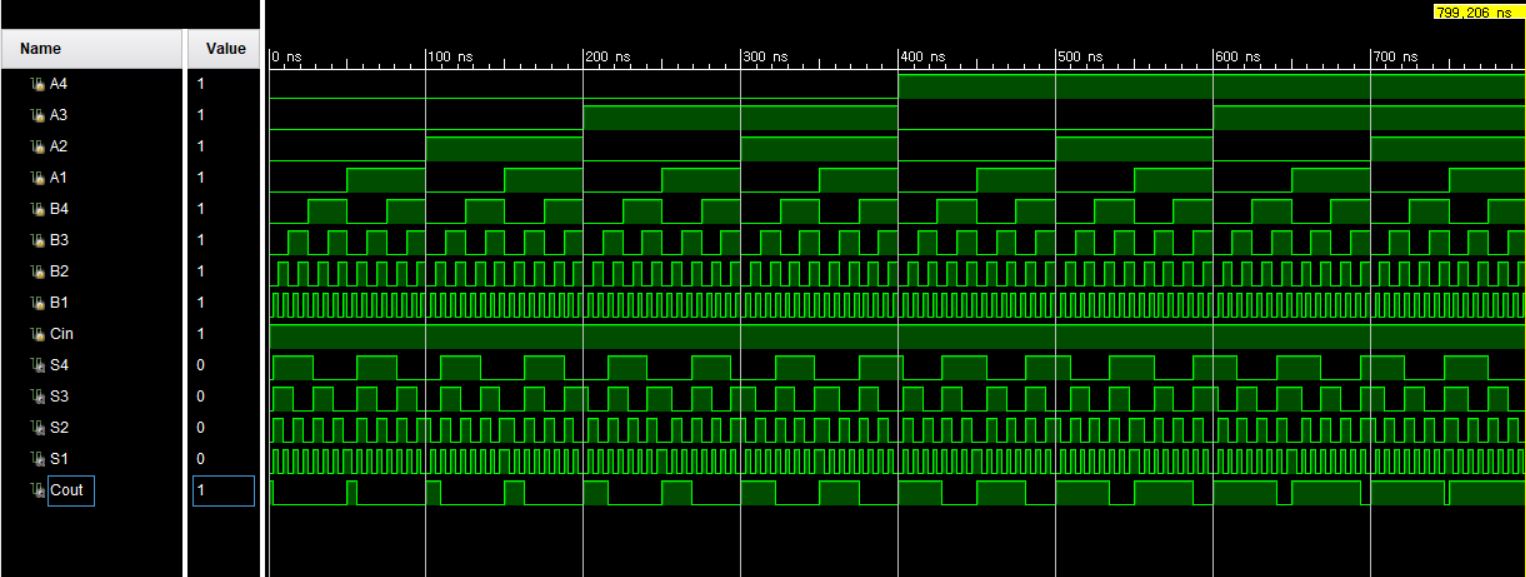 799,206 ns
Name Value
0 ns 100 ns 200 ns 300 ns 400 ns 500 ns 600 ns 700 ns
A4 1
A3 1
A2 1
A1 1
B4 1
B3 1
B2 1
B1 1
Cin 1
S4 0
S3 0
S2 0
S1 0
Cout 1